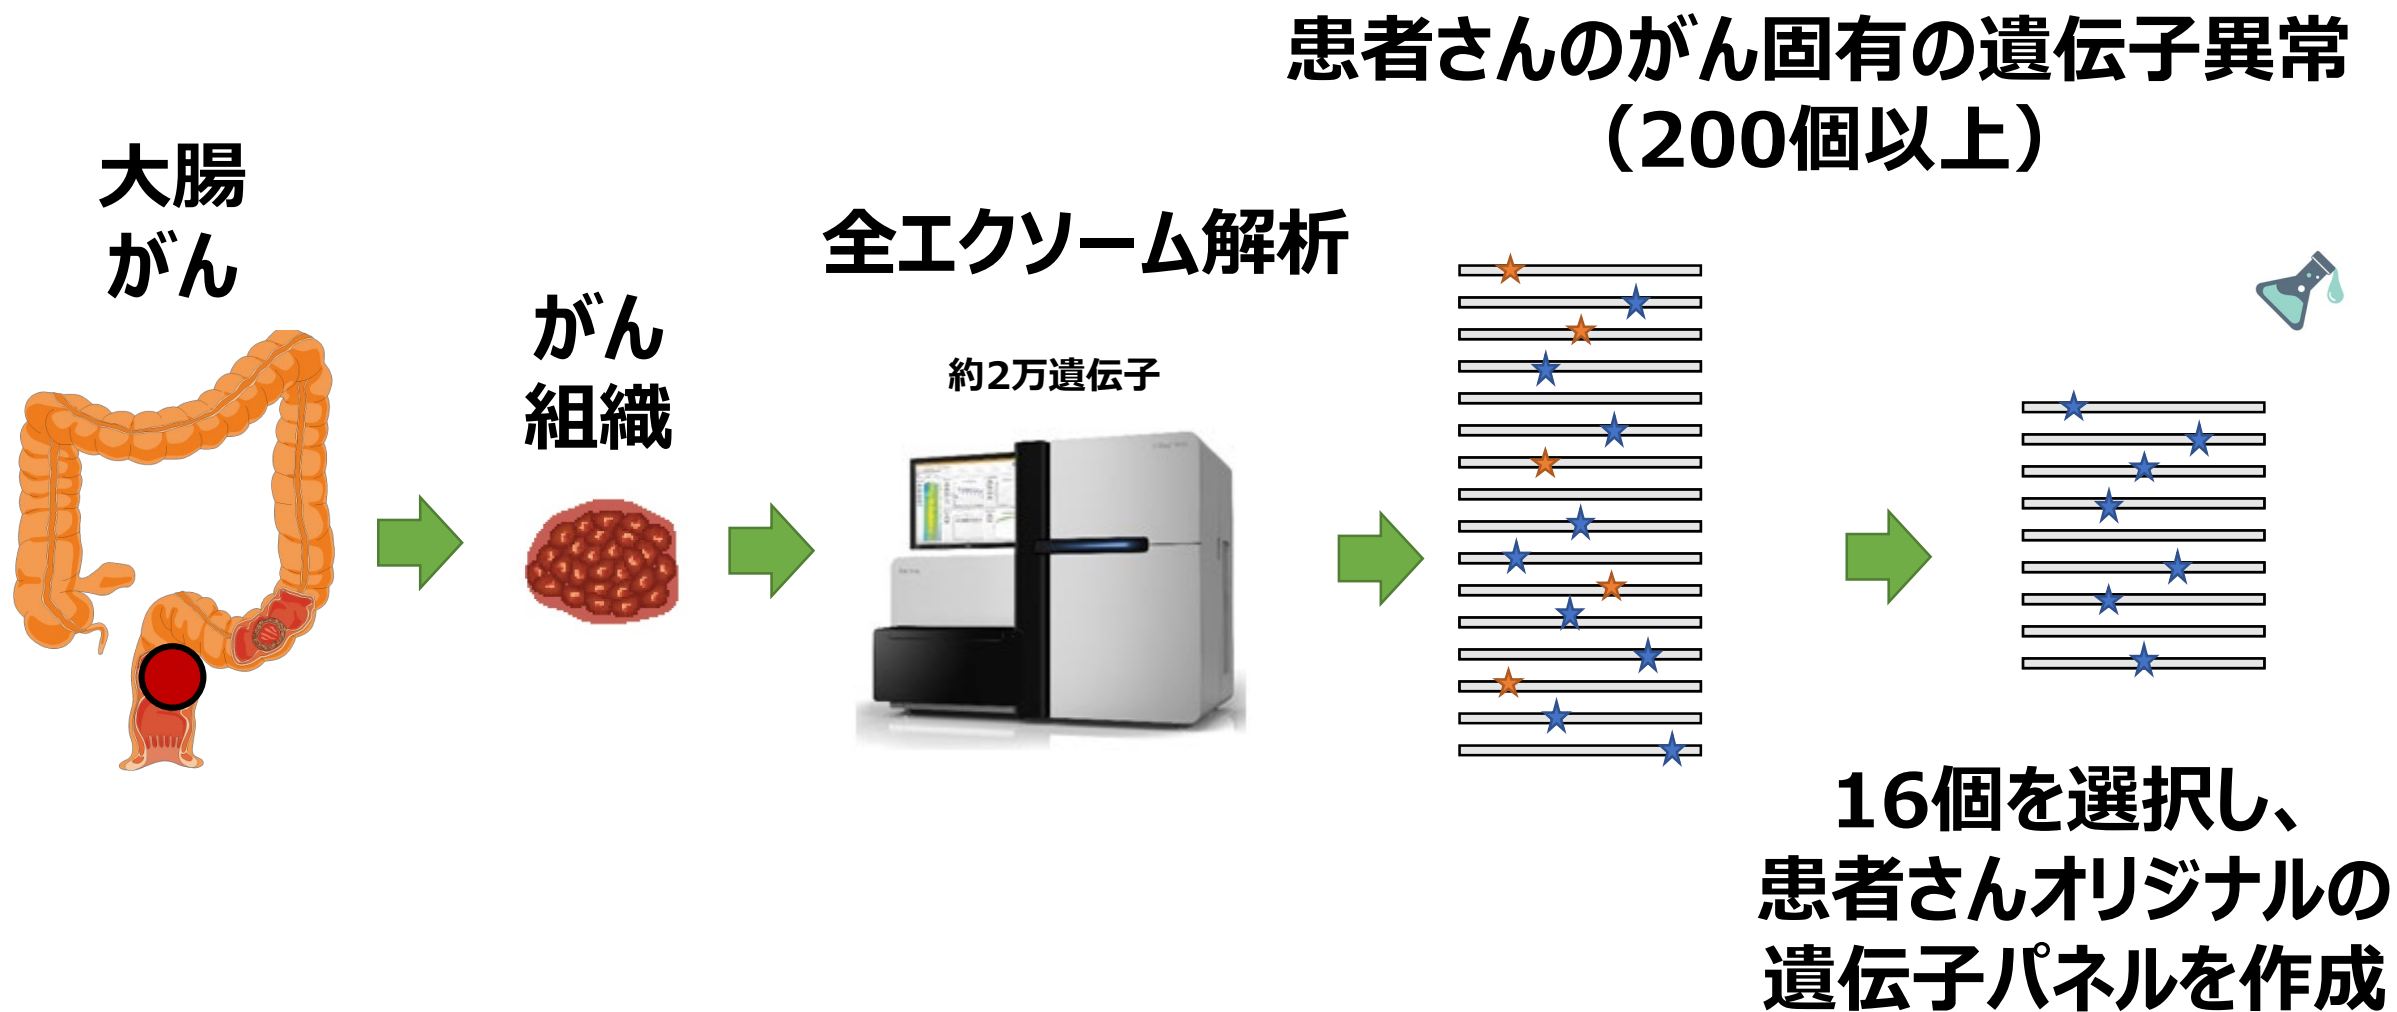 大腸
がん
がん
組織
全エクソーム解析
約2万遺伝子
患者さんのがん固有の遺伝子異常
（200個以上）
16個を選択し、
患者さんオリジナルの
遺伝子パネルを作成